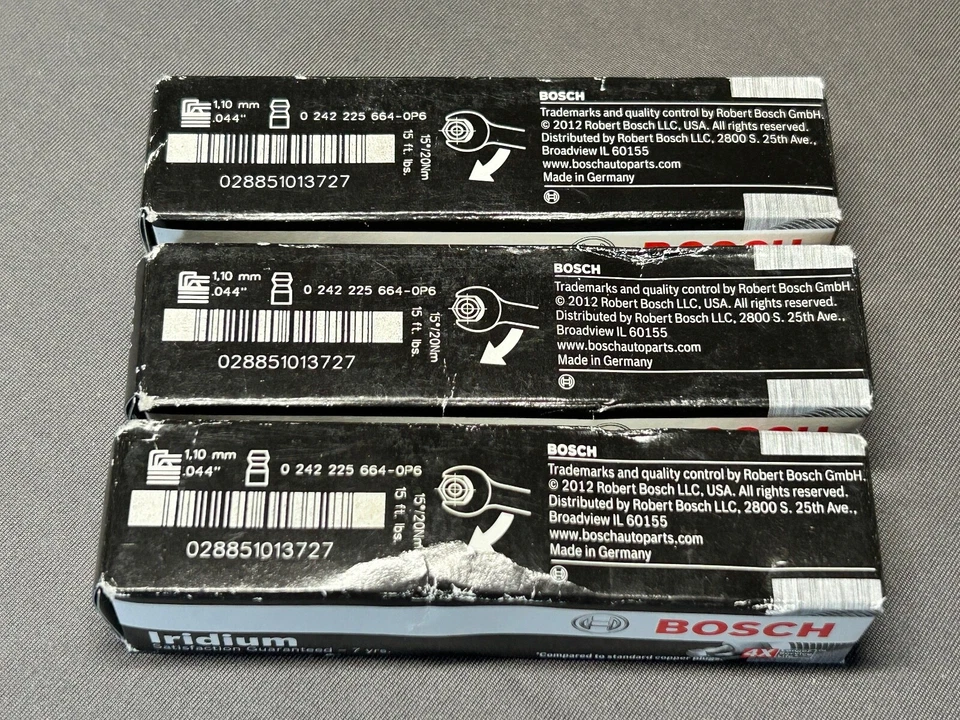 1,10 mm
.044"
0 242 225 664-0P6
028851013727
15°/20Nm
15 ft. lbs.
BOSCH
Trademarks and quality control by Robert Bosch GmbH.
© 2012 Robert Bosch LLC, USA. All rights reserved.
Distributed by Robert Bosch LLC, 2800 S. 25th Ave.,
Broadview IL 60155
www.boschautoparts.com
Made in Germany
BOSCH
1,10 mm
.044"
0 242 225 664-0P6
028851013727
15°/20Nm
15 ft. lbs.
BOSCH
Trademarks and quality control by Robert Bosch GmbH.
© 2012 Robert Bosch LLC, USA. All rights reserved.
Distributed by Robert Bosch LLC, 2800 S. 25th Ave.,
Broadview IL 60155
www.boschautoparts.com
Made in Germany
1,10 mm
.044"
0 242 225 664-0P6
028851013727
15°/20Nm
15 ft. lbs.
BOSCH
Trademarks and quality control by Robert Bosch GmbH.
© 2012 Robert Bosch LLC, USA. All rights reserved.
Distributed by Robert Bosch LLC, 2800 S. 25th Ave.,
Broadview IL 60155
www.boschautoparts.com
Made in Germany
Iridium
Satisfaction Guaranteed – 7 yrs.
BOSCH
*Compared to standard copper plugs
4X